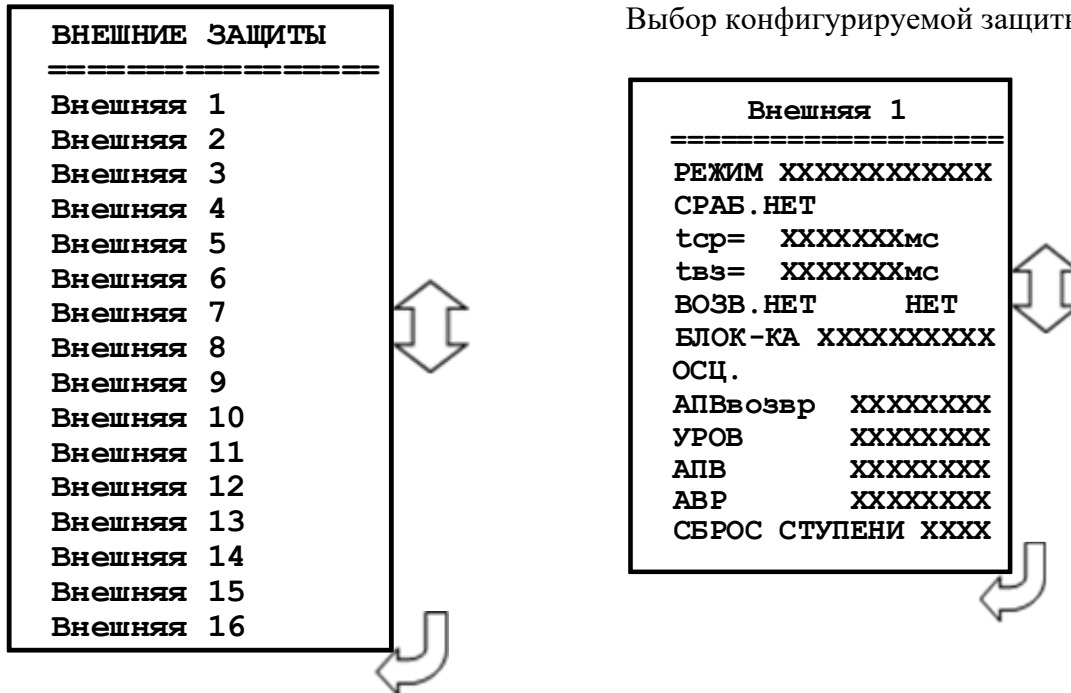 ВНЕШНИЕ ЗАЩИТЫ
=================
Внешняя 1
Внешняя 2
Внешняя 3
Внешняя 4
Внешняя 5
Внешняя 6
Внешняя 7
Внешняя 8
Внешняя 9
Внешняя 10
Внешняя 11
Внешняя 12
Внешняя 13
Внешняя 14
Внешняя 15
Внешняя 16
Выбор конфигурируемой защиты
Внешняя 1
====================
РЕЖИМ XXXXXXXXXXXX
СРАБ.НЕТ
tср= XXXXXXXмс
tвз= XXXXXXXмс
ВОЗВ.НЕТ НЕТ
БЛОК-КА XXXXXXXXXX
ОСЦ.
АПВвозвр XXXXXXXX
УРОВ XXXXXXXX
АПВ XXXXXXXX
АВР XXXXXXXX
СБРОС СТУПЕНИ XXXX